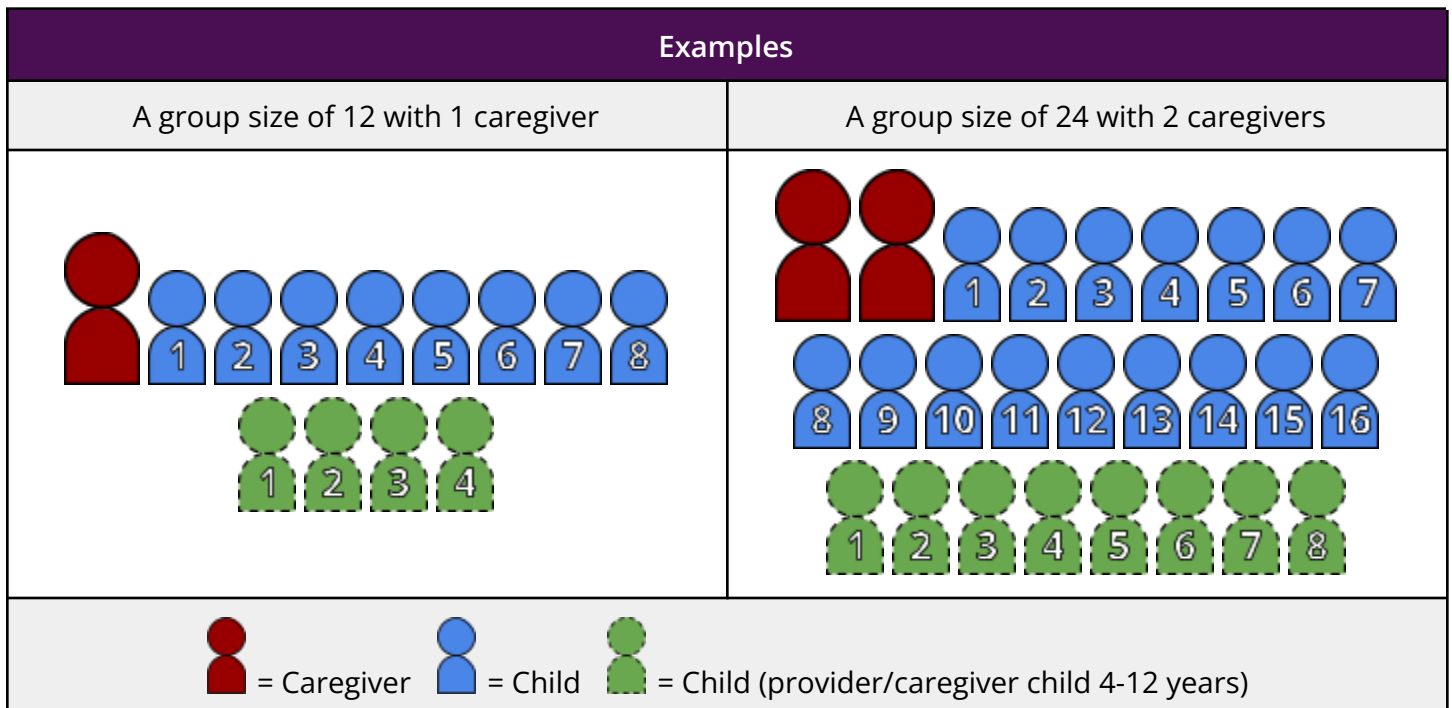 Examples
A group size of 12 with 1 caregiver
A group size of 24 with 2 caregivers
1 2 3 4 5 6 7 8
1 2 3 4
1 2 3 4 5 6 7
8 9 10 11 12 13 14 15 16
1 2 3 4 5 6 7 8
= Caregiver = Child = Child (provider/caregiver child 4-12 years)